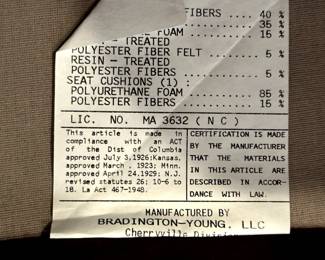 FIBERS .... 40 %
.... 35 %
FOAM .... 15 %
- TREATED
POLYESTER FIBER FELT .. 5 %
RESIN - TREATED
POLYESTER FIBERS ...... 5 %
SEAT CUSHIONS (1) :
POLYURETHANE FOAM ..... 85 %
POLYESTER FIBERS ...... 15 %
LIC. NO. MA 3632 ( N C )
This article is made in
compliance with an ACT
of the Dist of Columbia
approved July 3,1926:Kansas,
approved March , 1923; Minn.
approved April 24.1929; N.J.
revised statutes 26; 10-6 to
18. La Act 467-1948.
CERTIFICATION IS MADE
BY THE MANUFACTURER
THAT THE MATERIALS
IN THIS ARTICLE ARE
DESCRIBED IN ACCOR-
DANCE WITH LAW.
MANUFACTURED BY
BRADINGTON-YOUNG, LLC
Cherryville Division